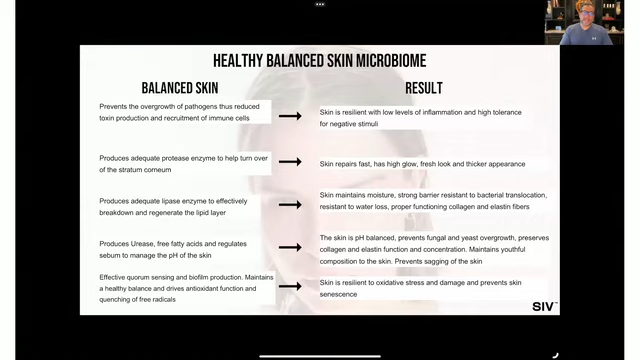 HEALTHY BALANCED SKIN MICROBIOME
BALANCED SKIN
RESULT
Prevents the overgrowth of pathogens thus reduced
toxin production and recruitment of immune cells
Skin is resilient with low levels of inflammation and high tolerance
for negative stimuli
Produces adequate protease enzyme to help turn over
of the stratum corneum
Skin repairs fast, has high glow, fresh look and thicker appearance
Produces adequate lipase enzyme to effectively
breakdown and regenerate the lipid layer
Skin maintains moisture, strong barrier resistant to bacterial translocation,
resistant to water loss, proper functioning collagen and elastin fibers
Produces Urease, free fatty acids and regulates
sebum to manage the pH of the skin
The skin is pH balanced, prevents fungal and yeast overgrowth, preserves
collagen and elastin function and concentration. Maintains youthful
composition to the skin. Prevents sagging of the skin
Effective quorum sensing and biofilm production. Maintains
a healthy balance and drives antioxidant function and
quenching of free radicals
Skin is resilient to oxidative stress and damage and prevents skin
senescence
SIV™